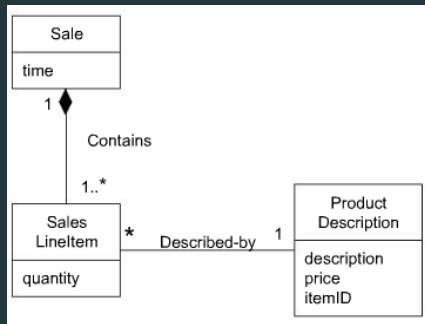 Sale
time
1
Contains
1..*
Sales
LineItem
quantity
*
Described-by
1
Product
Description
description
price
itemID